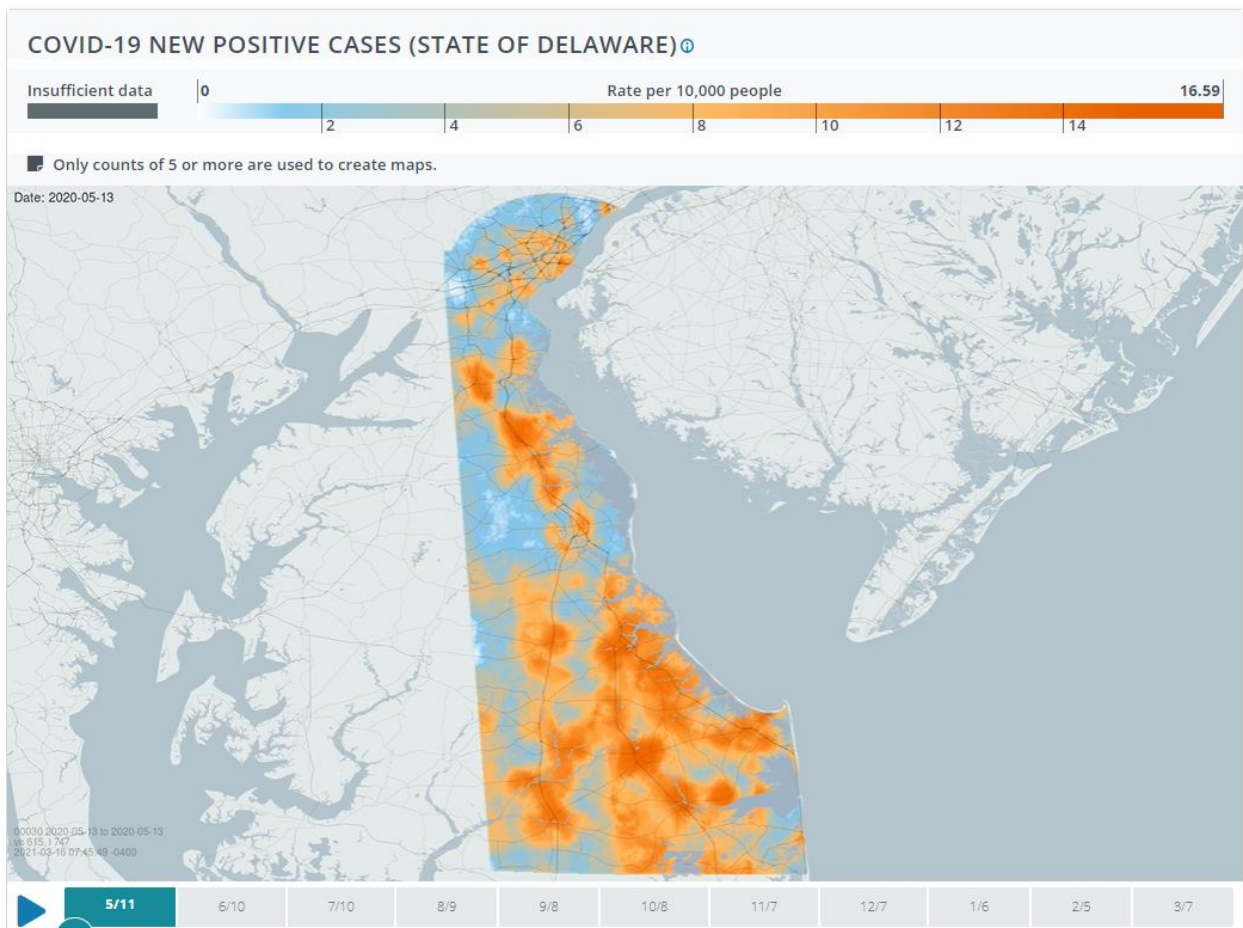 COVID-19 NEW POSITIVE CASES (STATE OF DELAWARE)
Insufficient data
0 Rate per 10,000 people 16.59
2 4 6 8 10 12 14
Only counts of 5 or more are used to create maps.
Date: 2020-05-13
00030 2020-05-13 to 2020-05-13
vo 615, I 747
2021-03-16 07:45:49 -0400
5/11 6/10 7/10 8/9 9/8 10/8 11/7 12/7 1/6 2/5 3/7